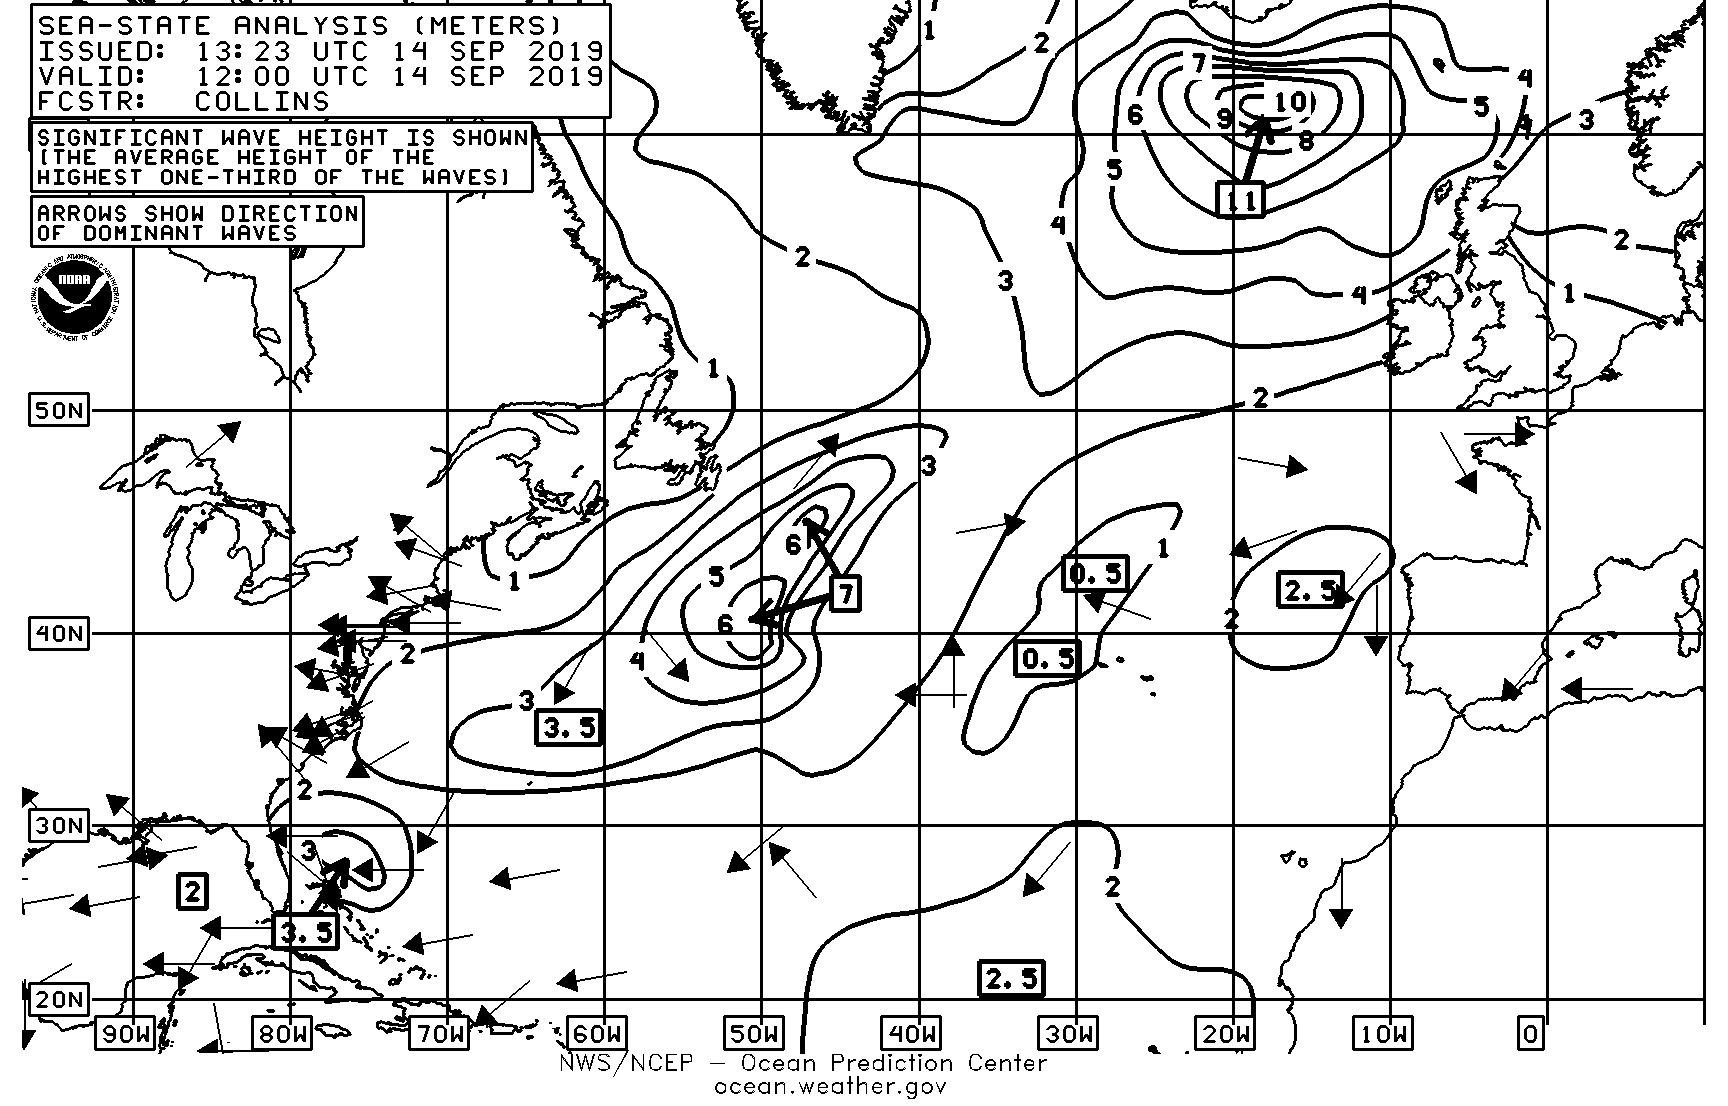 SEA-STATE ANALYSIS (METERS)
ISSUED: 13:23 UTC 14 SEP 2019
VALID: 12:00 UTC 14 SEP 2019
FCSTR: COLLINS
SIGNIFICANT WAVE HEIGHT IS SHOWN
(THE AVERAGE HEIGHT OF THE
HIGHEST ONE-THIRD OF THE WAVES)
ARROWS SHOW DIRECTION
OF DOMINANT WAVES
NOAA
1
2
7
10
4
6
9
5
3
8
5
11
4
2
2
3
4
1
1
50N
2
3
6
5
1
1
0.5
2.5
7
2
6
40N
2
4
0.5
3
3.5
2
30N
3
2
2
3.5
2.5
20N
90W 80W 70W 60W 50W 40W 30W 20W 10W 0
NWS/NCEP – Ocean Prediction Center
ocean.weather.gov